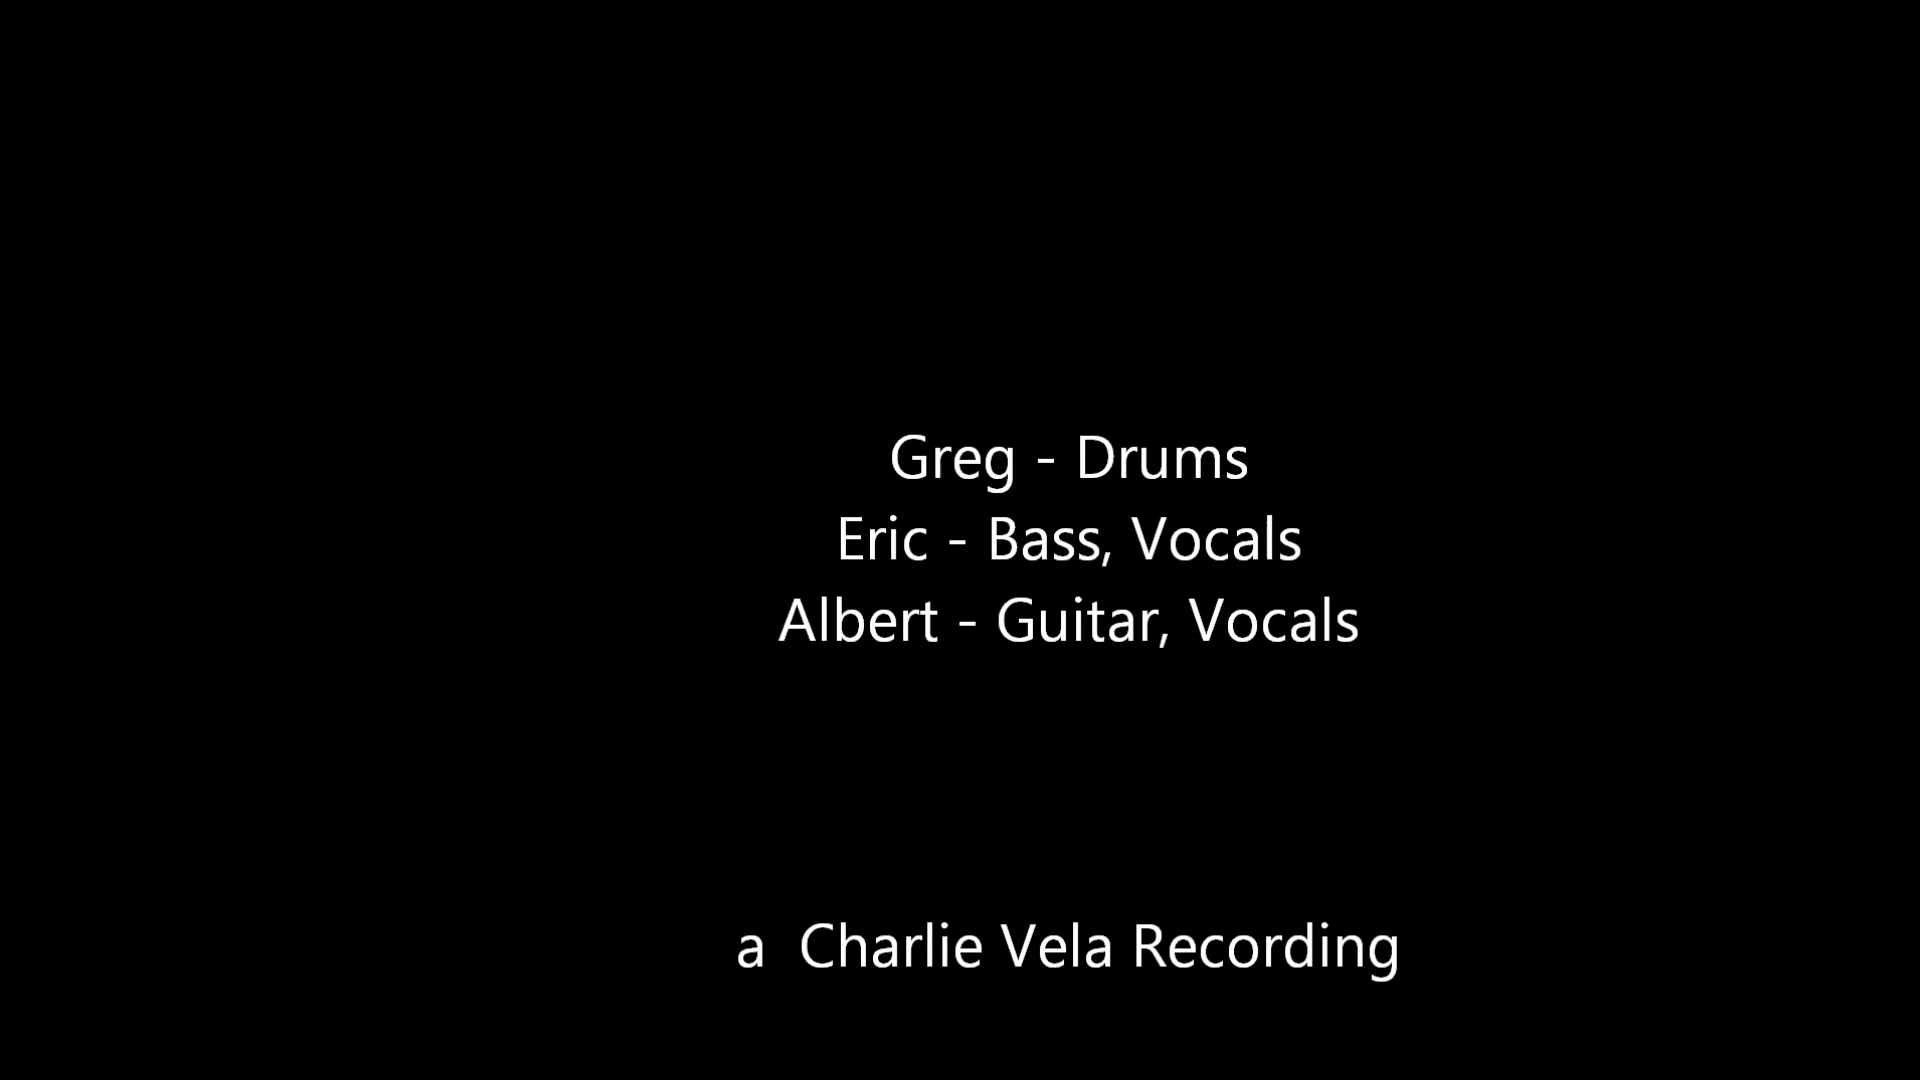 Greg - Drums
Eric - Bass, Vocals
Albert - Guitar, Vocals
a  Charlie Vela Recording